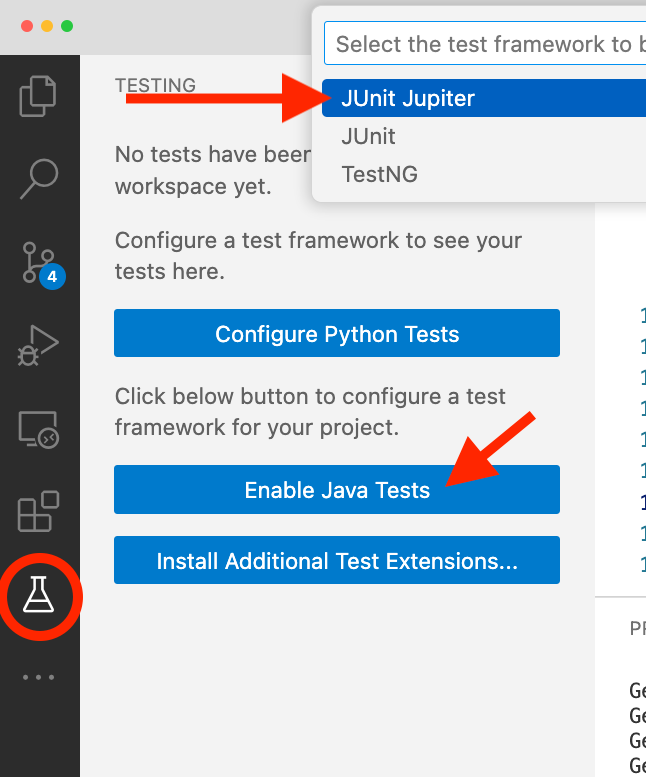 Select the test framework to b
TESTING
JUnit Jupiter
JUnit
TestNG
No tests have been
workspace yet.
Configure a test framework to see your
tests here.
4
Configure Python Tests
Click below button to configure a test
framework for your project.
Enable Java Tests
Install Additional Test Extensions...
1
1
1
1
1
1
1
1
1
PR
Ge
Ge
Ge
Ge